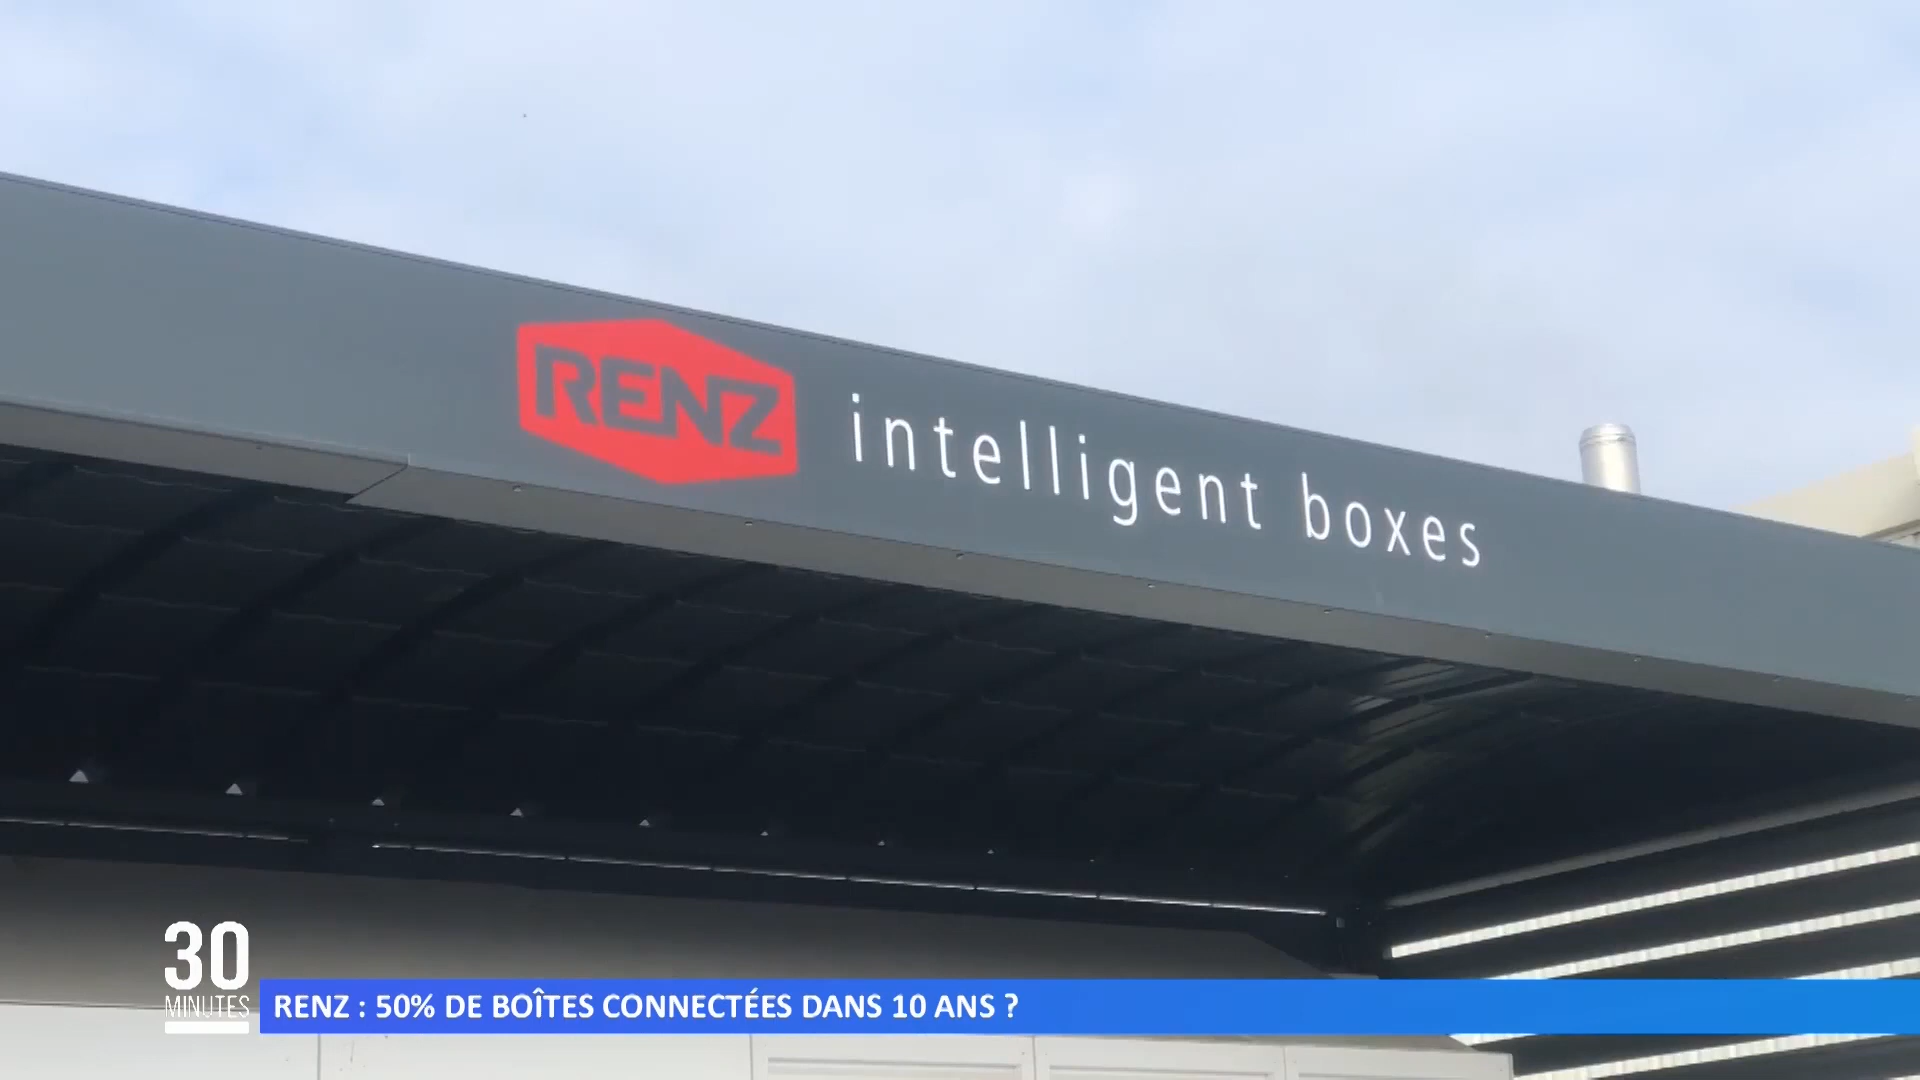 RENZ intelligent boxes
30
MINUTES
RENZ : 50% DE BOÎTES CONNECTÉES DANS 10 ANS ?